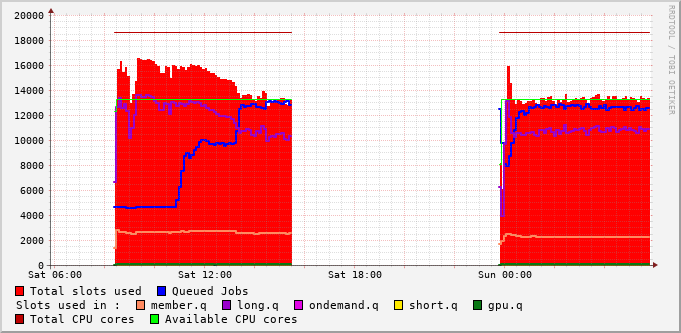 20000
18000
16000
14000
12000
10000
8000
6000
4000
2000
0
Sat 06:00 Sat 12:00 Sat 18:00 Sun 00:00
Total slots used Queued Jobs
Slots used in : member.q long.q ondemand.q short.q gpu.q
Total CPU cores Available CPU cores
RRDTOOL / TOBI OETIKER